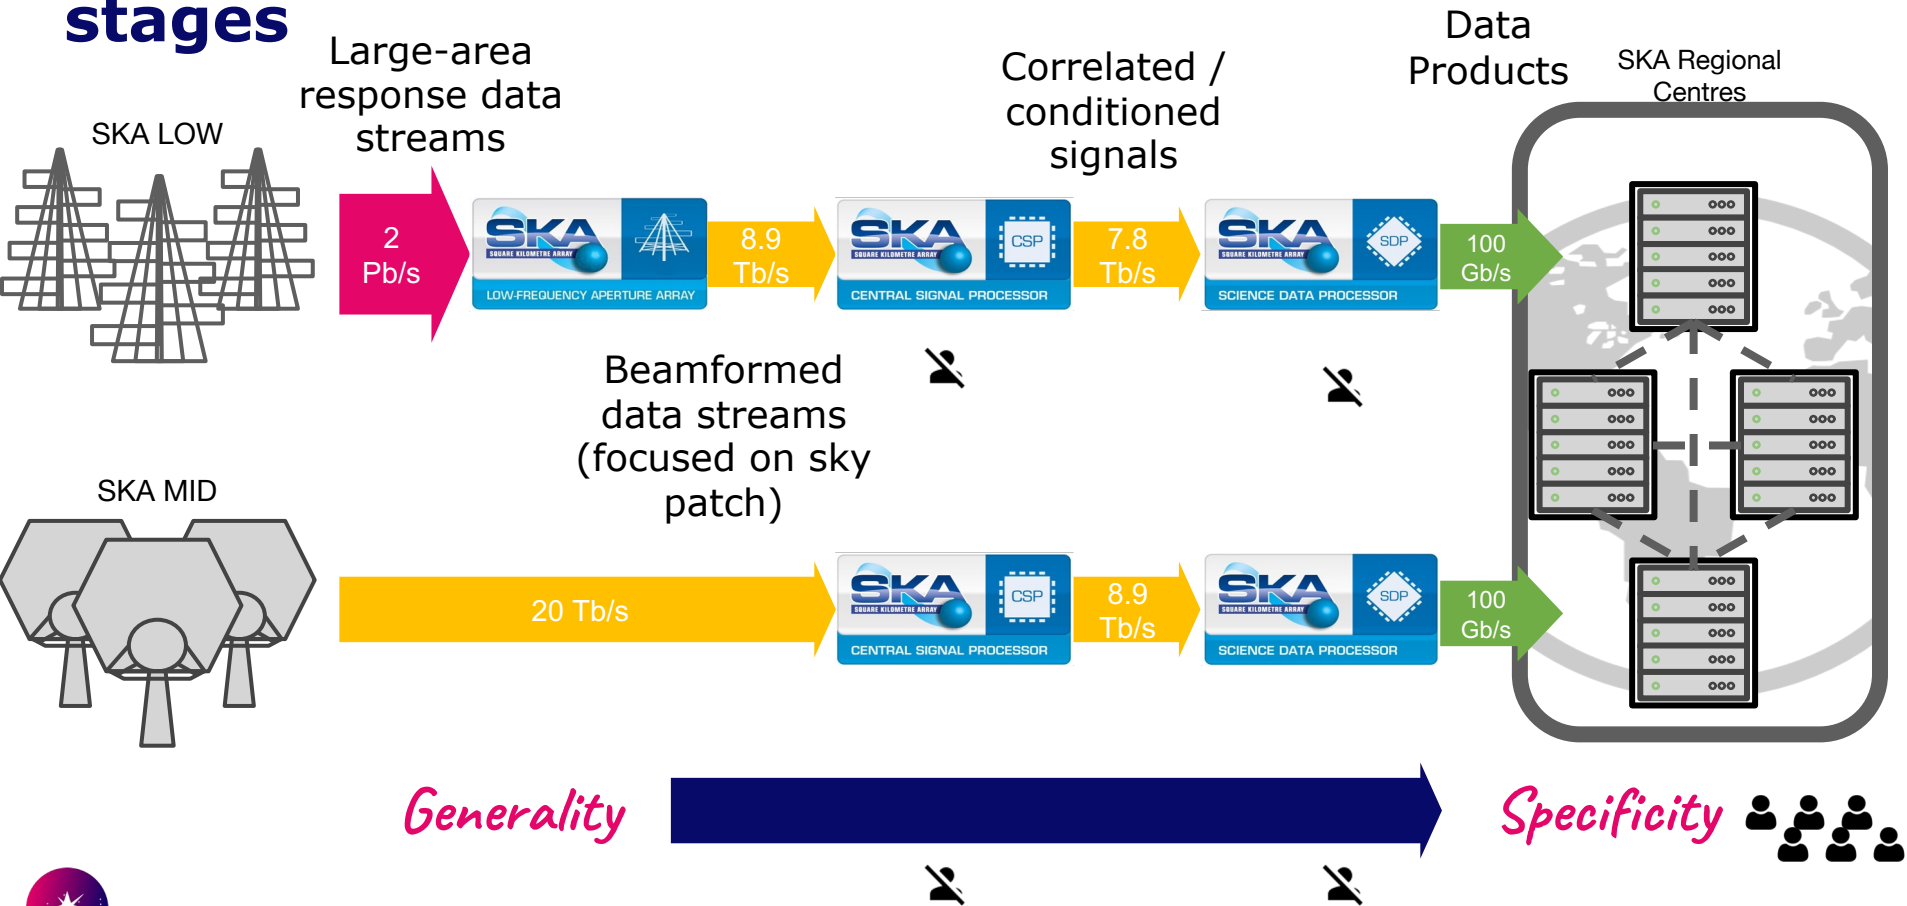 stages
Large-area
response data
streams
Correlated /
conditioned
signals
Data
Products
SKA Regional
Centres
SKA LOW
2
Pb/s
SKA
SQUARE KILOMETRE ARRAY
LOW-FREQUENCY APERTURE ARRAY
8.9
Tb/s
SKA
SQUARE KILOMETRE ARRAY
CSP
CENTRAL SIGNAL PROCESSOR
7.8
Tb/s
SKA
SQUARE KILOMETRE ARRAY
SDP
SCIENCE DATA PROCESSOR
100
Gb/s
Beamformed
data streams
(focused on sky
patch)
SKA MID
20 Tb/s
SKA
SQUARE KILOMETRE ARRAY
CSP
CENTRAL SIGNAL PROCESSOR
8.9
Tb/s
SKA
SQUARE KILOMETRE ARRAY
SDP
SCIENCE DATA PROCESSOR
100
Gb/s
Generality
Specificity